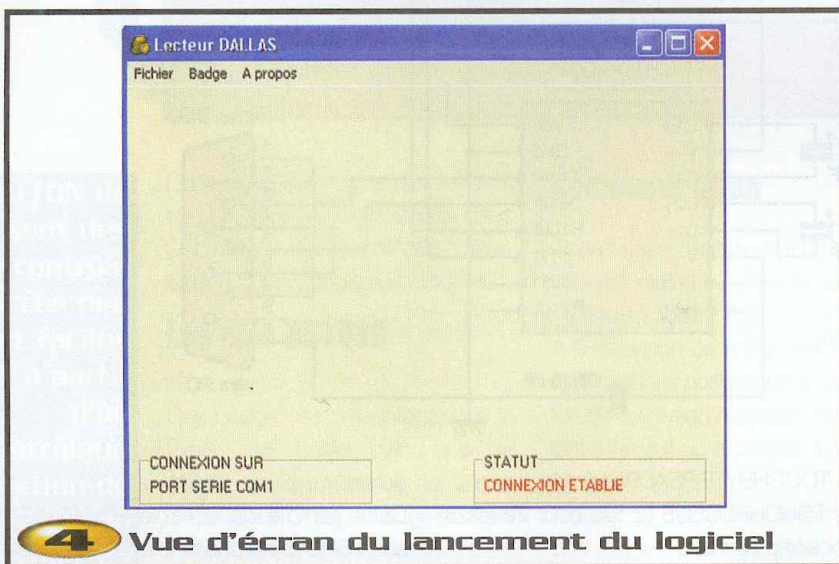 Lecteur DALLAS
Fichier Badge A propos
CONNEXION SUR
PORT SERIE COM1
STATUT
CONNEXION ETABLIE
4 Vue d'écran du lancement du logiciel